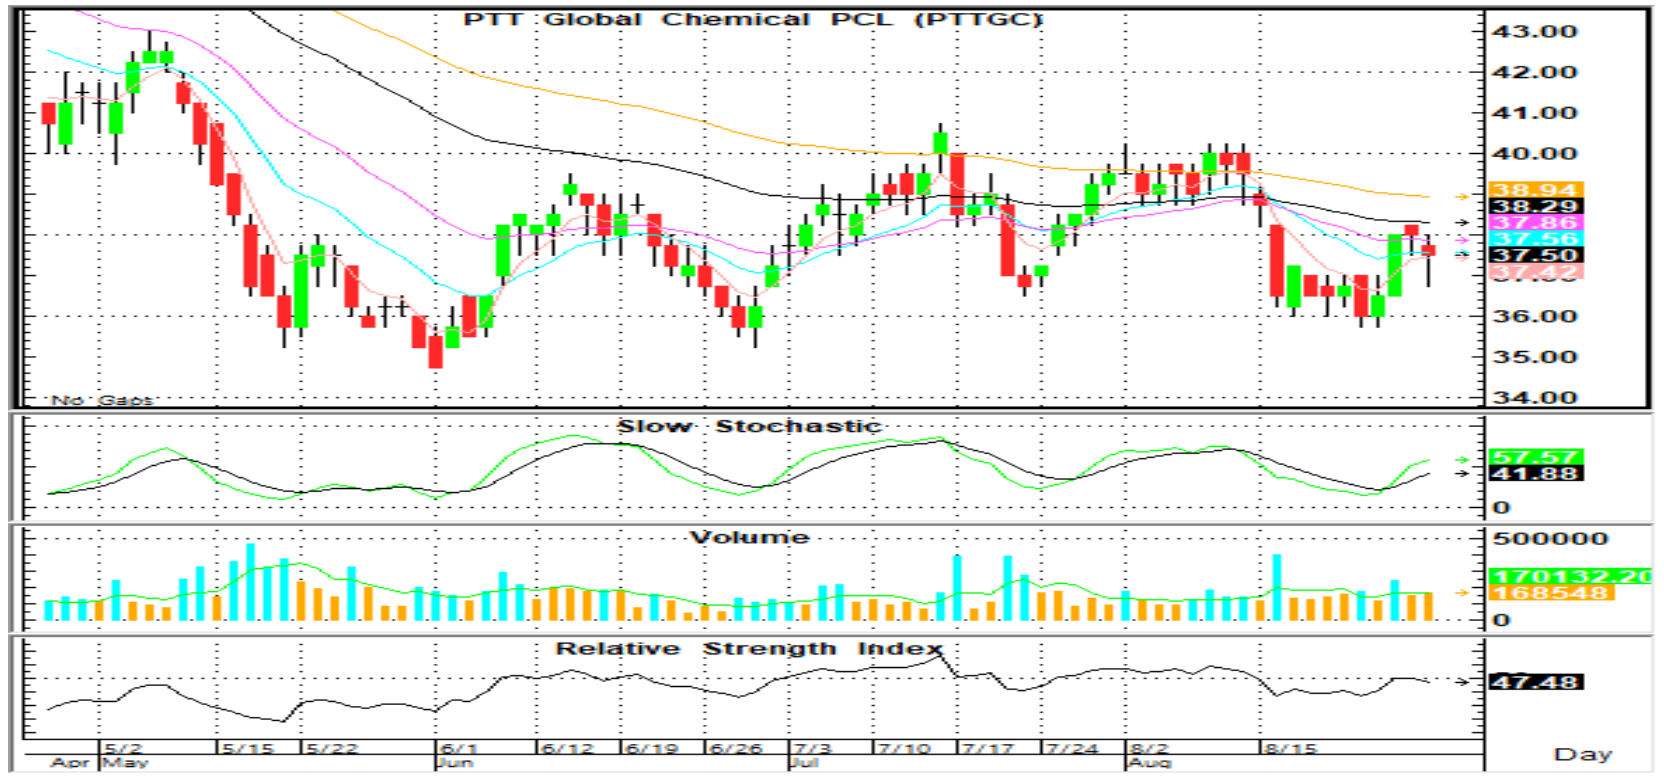 PTT Global Chemical PCL (PTTGC)
43.00
42.00
41.00
40.00
38.94
38.29
37.86
37.56
37.50
37.42
36.00
35.00
34.00
No Gaps
Slow Stochastic
57.57
41.88
0
Volume
500000
170132.20
168548
0
Relative Strength Index
47.48
5/2 5/15 5/22 6/1 6/12 6/19 6/26 7/3 7/10 7/17 7/24 8/2 8/15
Apr May Jun Jul Aug
Day